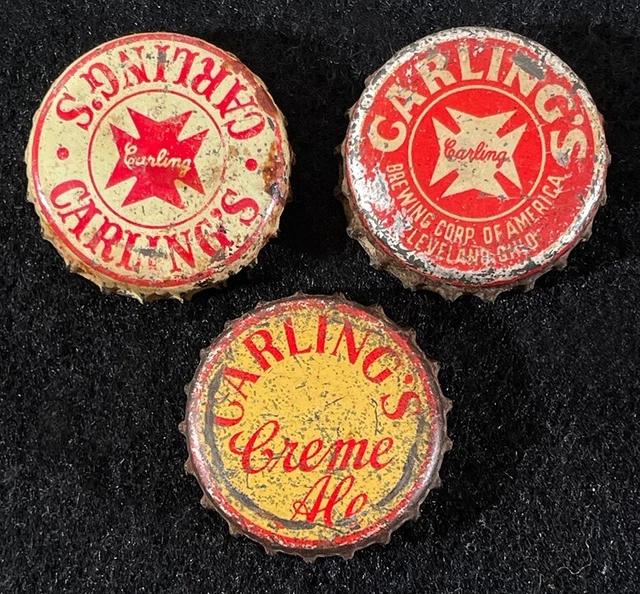 CARLING'S
Carling
CARLING'S
CARLING'S
Carling
BREWING CORP. OF AMERICA
CLEVELAND, OHIO
CARLING'S
Creme
Ale